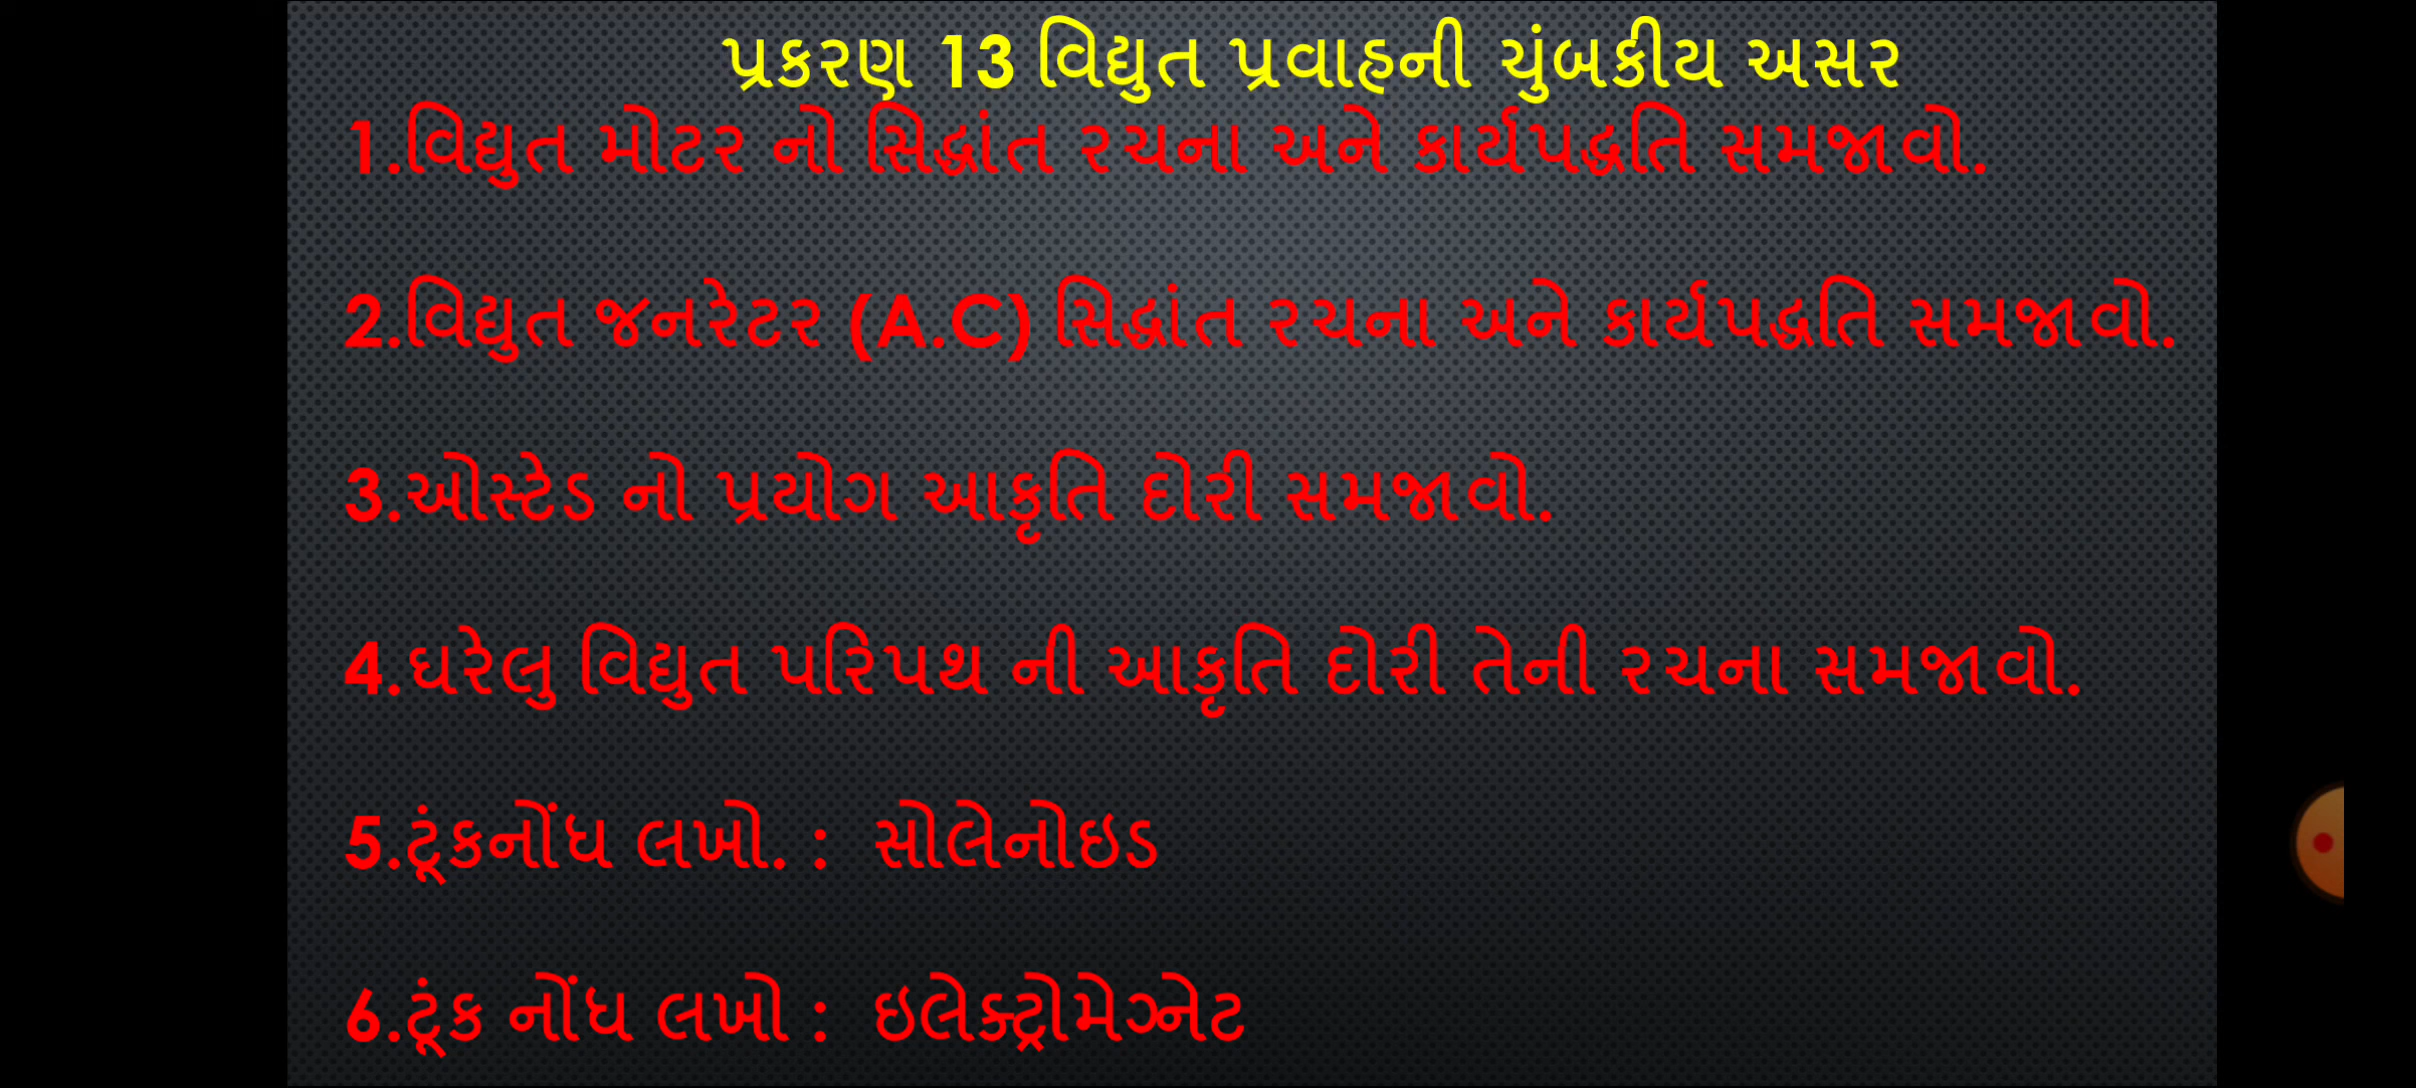 પ્રકરણ 13 વિદ્યુત પ્રવાહની ચુંબકીય અસર
1.વિદ્યુત મોટર નો સિદ્ધાંત રચના અને કાર્યપદ્ધતિ સમજાવો.
2.વિદ્યુત જનરેટર (A.C) સિદ્ધાંત રચના અને કાર્યપદ્ધતિ સમજાવો.
3.ઓસ્ટેડ નો પ્રયોગ આકૃતિ દોરી સમજાવો.
4.ઘરેલુ વિદ્યુત પરિપથ ની આકૃતિ દોરી તેની રચના સમજાવો.
5.ટૂંકનોંધ લખો. : સોલેનોઇડ
6.ટૂંક નોંધ લખો : ઇલેક્ટ્રોમેગ્નેટ